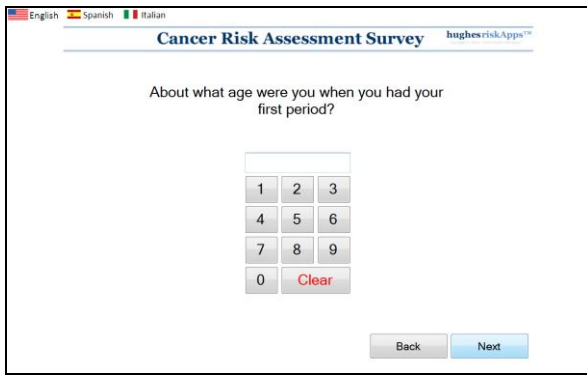 English Spanish Italian
Cancer Risk Assessment Survey hughesriskApps™
About what age were you when you had your
first period?
1 2 3
4 5 6
7 8 9
0 Clear
Back Next